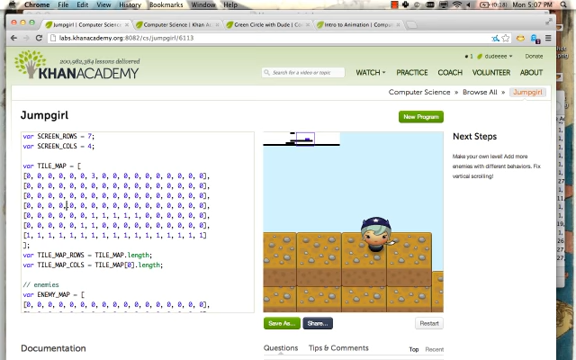 Chrome File Edit View History Bookmarks Window Help
Mon 5:07 PM
Jumpgirl | Computer Science
Computer Science | Khan Ac
Green Circle with Dude | Co
Intro to Animation | Comput
labs.khanacademy.org:8082/cs/jumpgirl/6113
200,962,382 lessons delivered
KHANACADEMY
1 dudeeee Donate
Search for a video or topic!
WATCH PRACTICE COACH VOLUNTEER ABOUT
Computer Science » Browse All » Jumpgirl
Jumpgirl
New Program
var SCREEN_ROWS = 7;
var SCREEN_COLS = 4;
var TILE_MAP = [
[0, 0, 0, 0, 0, 0, 3, 0, 0, 0, 0, 0, 0, 0, 0, 0],
[0, 0, 0, 0, 0, 0, 0, 0, 0, 0, 0, 0, 0, 0, 0, 0],
[0, 0, 0, 0, 0, 0, 0, 0, 0, 0, 0, 0, 0, 0, 0, 0],
[0, 0, 0, 0, 0, 0, 0, 0, 0, 0, 0, 0, 0, 0, 0, 0],
[0, 0, 0, 0, 0, 0, 1, 1, 1, 1, 1, 0, 0, 0, 0, 0],
[0, 0, 0, 0, 0, 1, 1, 0, 0, 0, 0, 0, 0, 0, 0, 0],
[1, 1, 1, 1, 1, 1, 1, 1, 1, 1, 1, 1, 1, 1, 1, 1]
];
var TILE_MAP_ROWS = TILE_MAP.length;
var TILE_MAP_COLS = TILE_MAP[0].length;
// enemies
var ENEMY_MAP = [
[0, 0, 0, 0, 0, 0, 0, 0, 0, 0, 0, 0, 0, 0, 0, 0],
Next Steps
Make your own level! Add more
enemies with different behaviors. Fix
vertical scrolling!
Save As... Share... Restart
Documentation
Questions Tips & Comments Top Recent